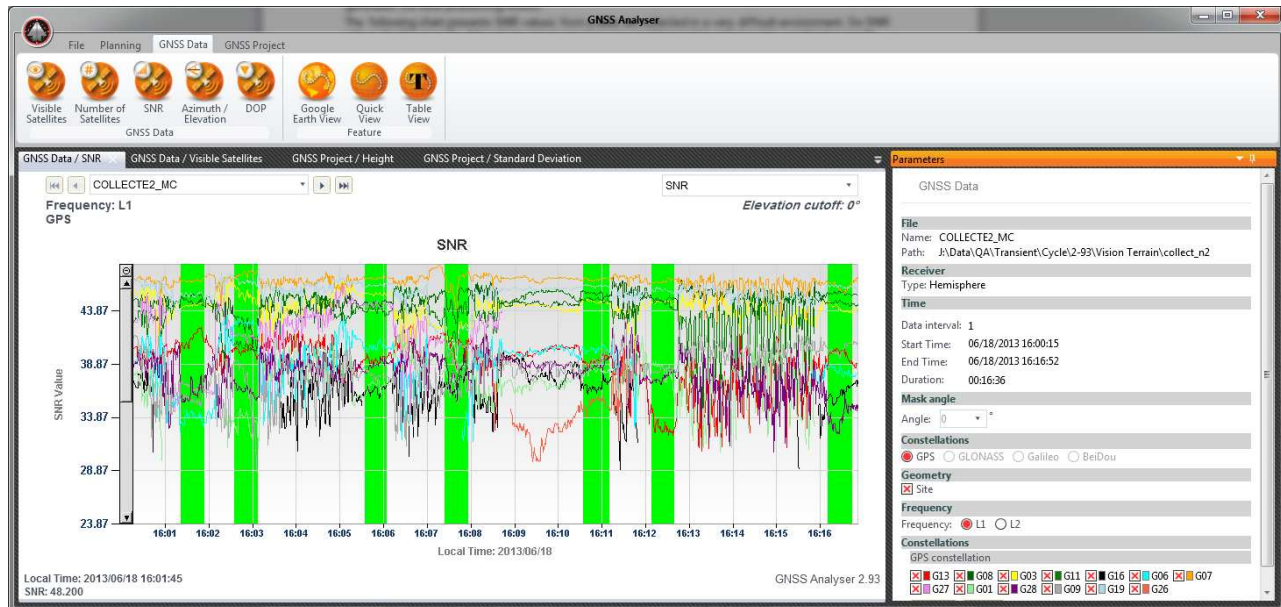 GNSS Analyser
File Planning GNSS Data GNSS Project
Visible Satellites
Number of Satellites
SNR
Azimuth / Elevation
DOP
Google Earth View
Quick View
Table View
GNSS Data
Feature
GNSS Data / SNR GNSS Data / Visible Satellites GNSS Project / Height GNSS Project / Standard Deviation
COLLECTE2_MC
SNR
Frequency: L1
GPS
Elevation cutoff: 0°
SNR
SNR Value
43.87
38.87
33.87
28.87
23.87
16:01 16:02 16:03 16:04 16:05 16:06 16:07 16:08 16:09 16:10 16:11 16:12 16:13 16:14 16:15 16:16
Local Time: 2013/06/18
Local Time: 2013/06/18 16:01:45
SNR: 48.200
GNSS Analyser 2.93
Parameters
GNSS Data
File
Name: COLLECTE2_MC
Path: J:\Data\QA\Transient\Cycle\2-93\Vision Terrain\collect_n2
Receiver
Type: Hemisphere
Time
Data interval: 1
Start Time: 06/18/2013 16:00:15
End Time: 06/18/2013 16:16:52
Duration: 00:16:36
Mask angle
Angle: 0 °
Constellations
GPS GLONASS Galileo BeiDou
Geometry
Site
Frequency
Frequency: L1 L2
Constellations
GPS constellation
G13 G08 G03 G11 G16 G06 G07
G27 G01 G28 G09 G19 G26